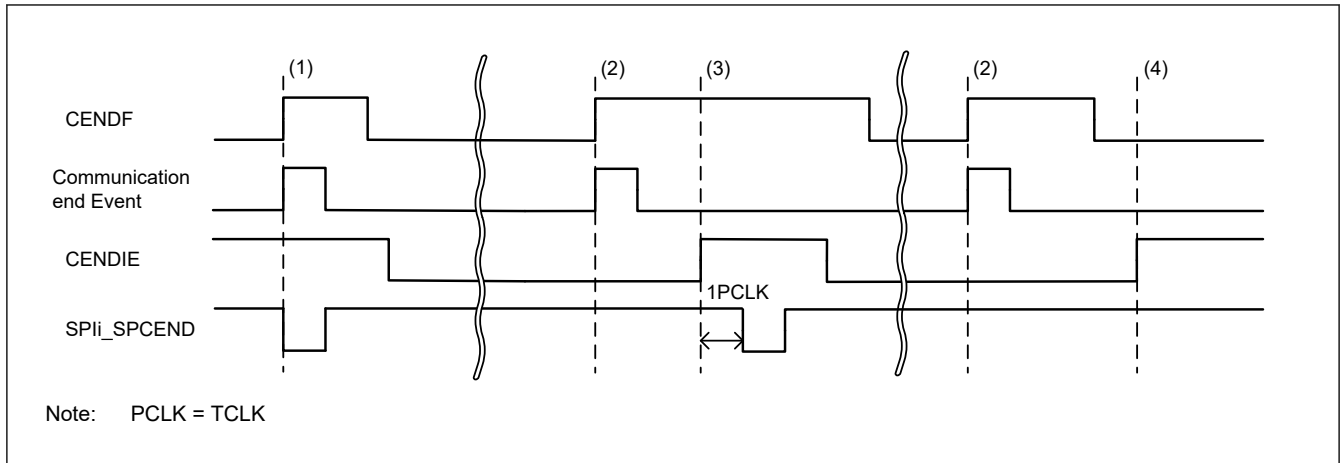 (1) (2) (3) (2) (4)
CENDF
Communication
end Event
CENDIE
1PCLK
SPIi_SPCEND
Note: PCLK = TCLK